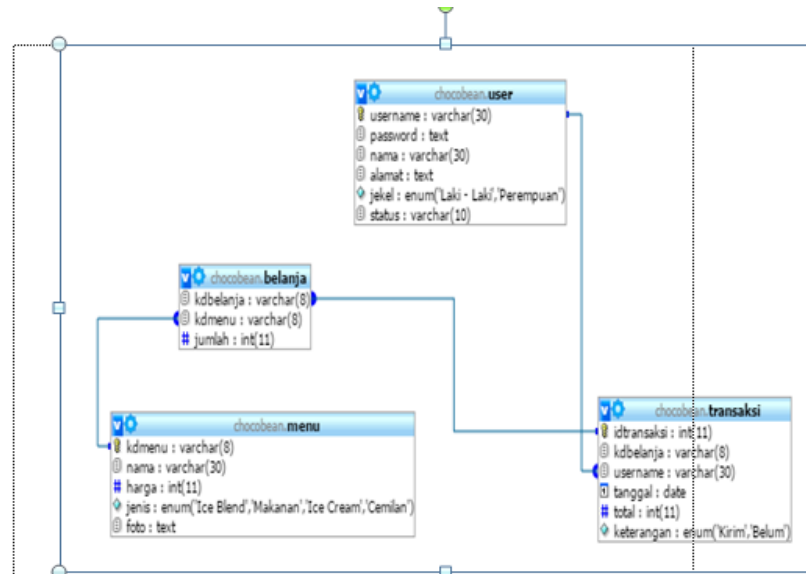 chocobean.user
username : varchar(30)
password : text
nama : varchar(30)
alamat : text
jekel : enum('Laki - Laki','Perempuan')
status : varchar(10)
chocobean.belanja
kdbelanja : varchar(8)
kdmenu : varchar(8)
# jumlah : int(11)
chocobean.menu
kdmenu : varchar(8)
nama : varchar(30)
# harga : int(11)
jenis : enum('Ice Blend','Makanan','Ice Cream','Cemilan')
foto : text
chocobean.transaksi
idtransaksi : int(11)
kdbelanja : varchar(8)
username : varchar(30)
tanggal : date
# total : int(11)
keterangan : enum('Kirim','Belum')